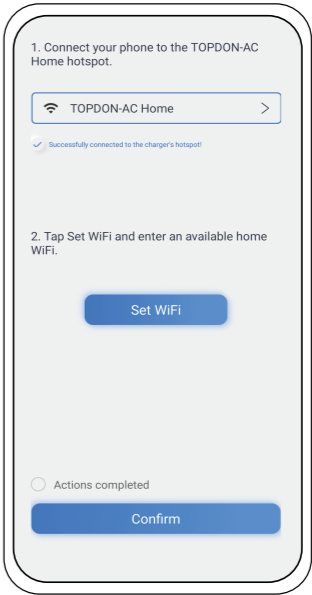 1. Connect your phone to the TOPDON-AC
Home hotspot.
TOPDON-AC Home
Successfully connected to the charger's hotspot!
2. Tap Set WiFi and enter an available home
WiFi.
Set WiFi
Actions completed
Confirm